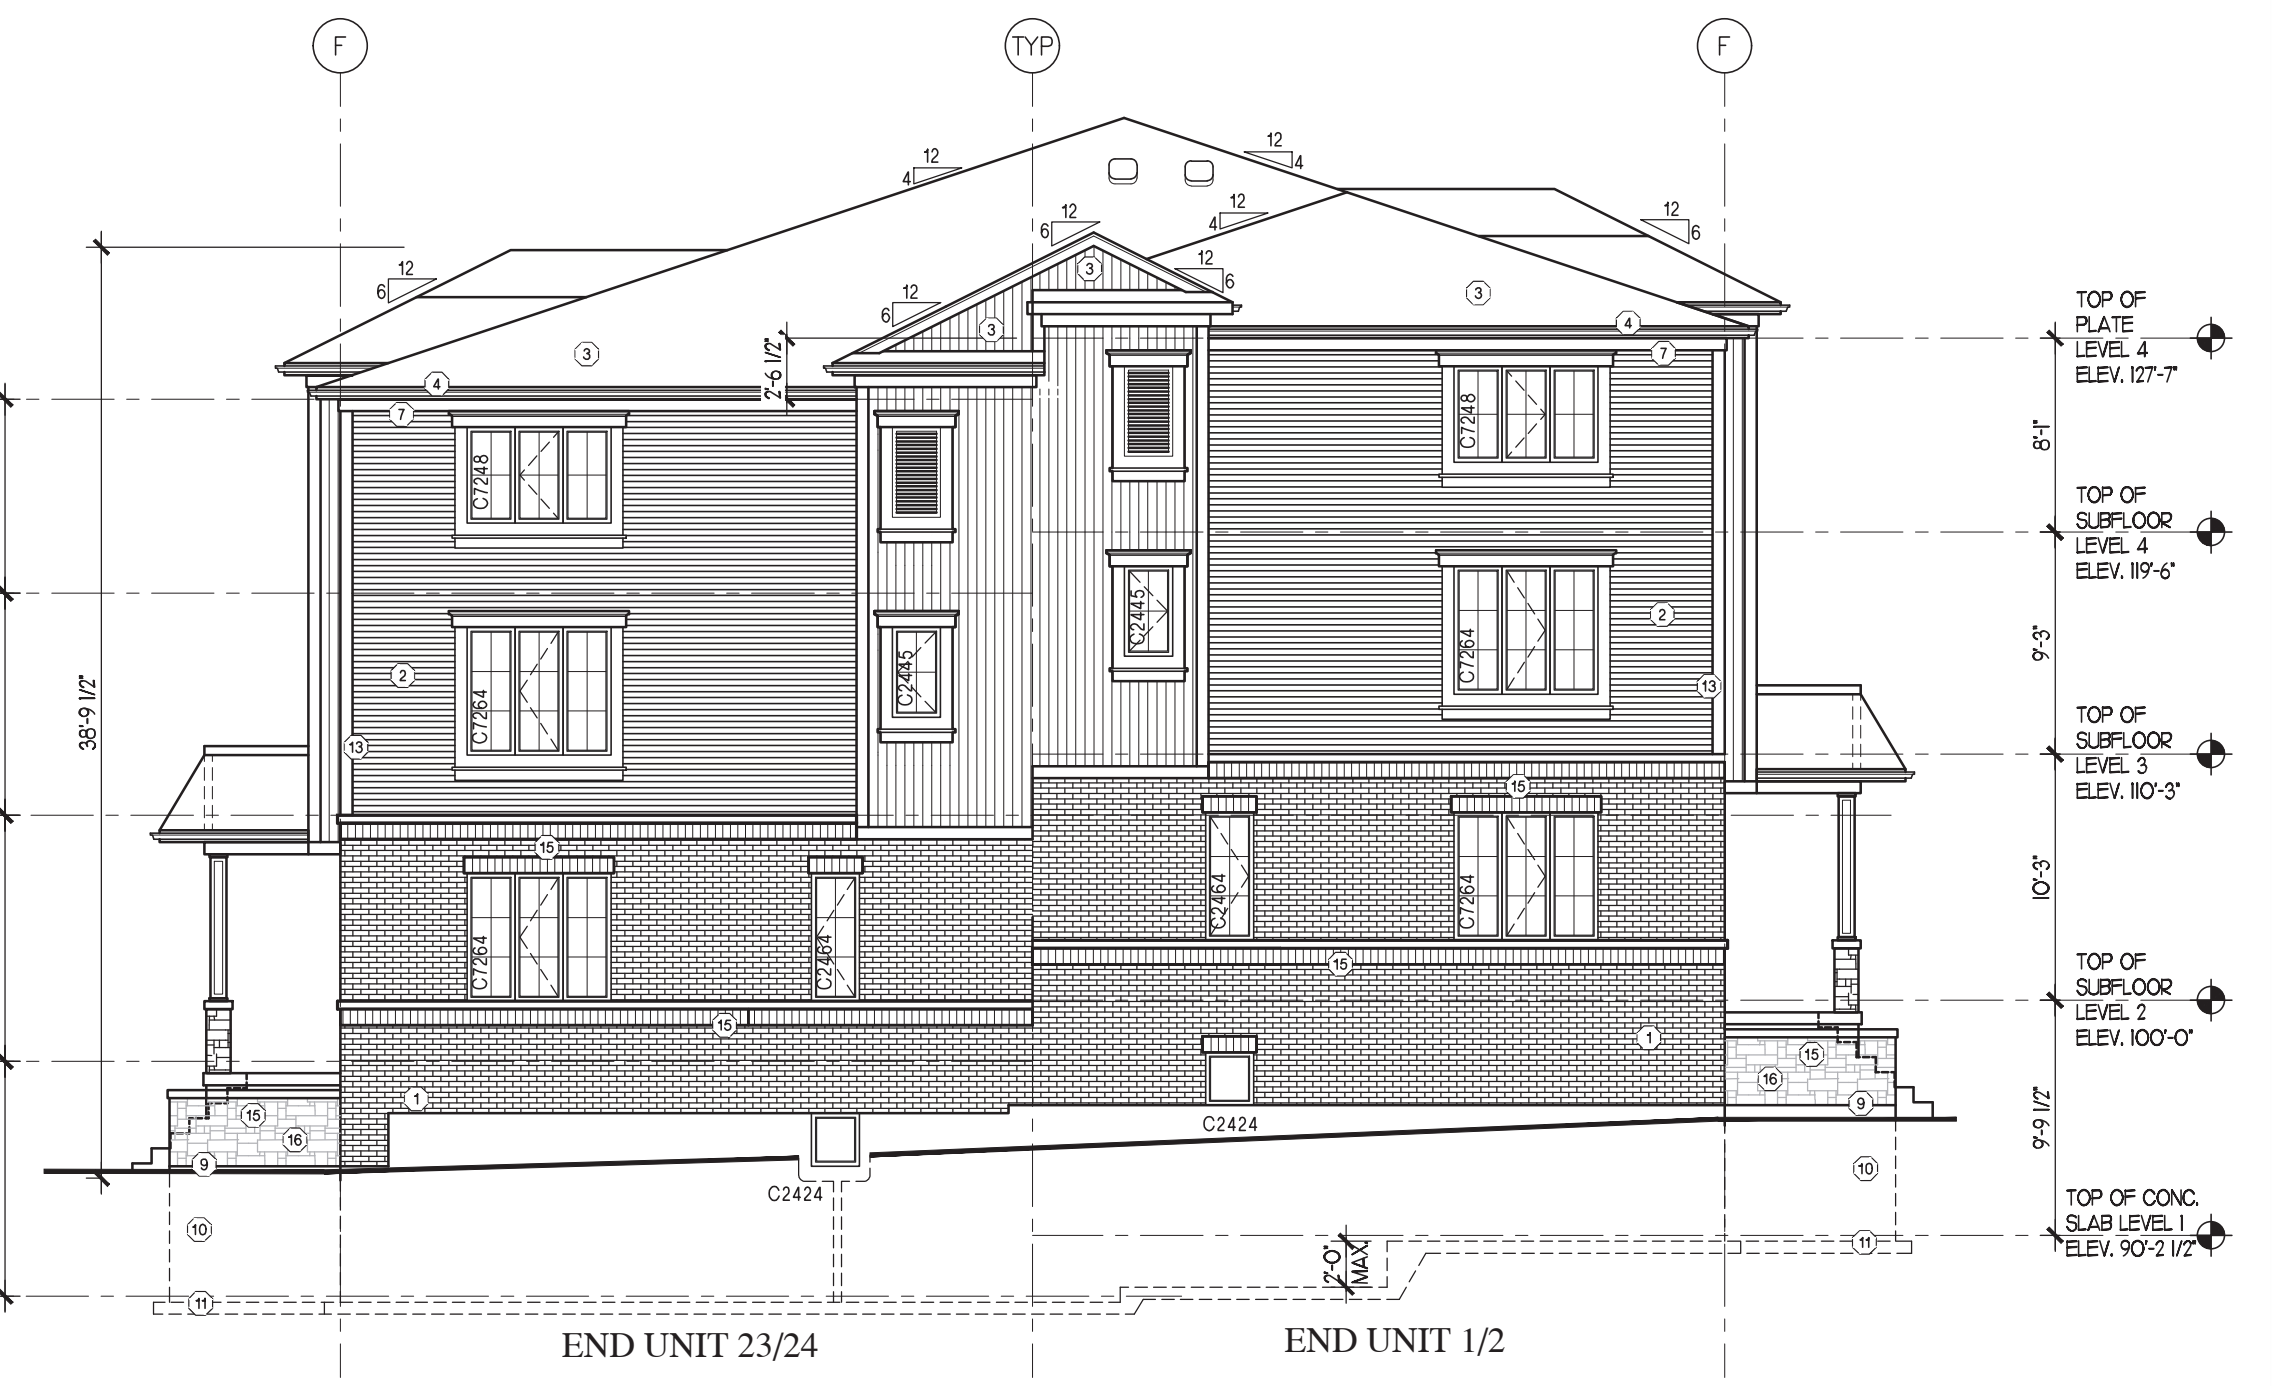 F
TYP
F
12
4
12
4
12
6
12
4
12
6
12
6
12
6
12
6
3
3
3
3
4
4
7
7
2'-6 1/2"
38'-9 1/2"
C7248
C7248
C2445
C2445
C7264
C7264
2
2
13
13
15
15
C7264
C2464
C2464
C7264
15
15
1
1
15
16
9
15
16
9
C2424
C2424
10
10
11
11
2'-0"
MAX.
TOP OF
PLATE
LEVEL 4
ELEV. 127'-7"
8'-1"
TOP OF
SUBFLOOR
LEVEL 4
ELEV. 119'-6"
9'-3"
TOP OF
SUBFLOOR
LEVEL 3
ELEV. 110'-3"
10'-3"
TOP OF
SUBFLOOR
LEVEL 2
ELEV. 100'-0"
9'-9 1/2"
TOP OF CONC.
SLAB LEVEL 1
ELEV. 90'-2 1/2"
END UNIT 23/24
END UNIT 1/2